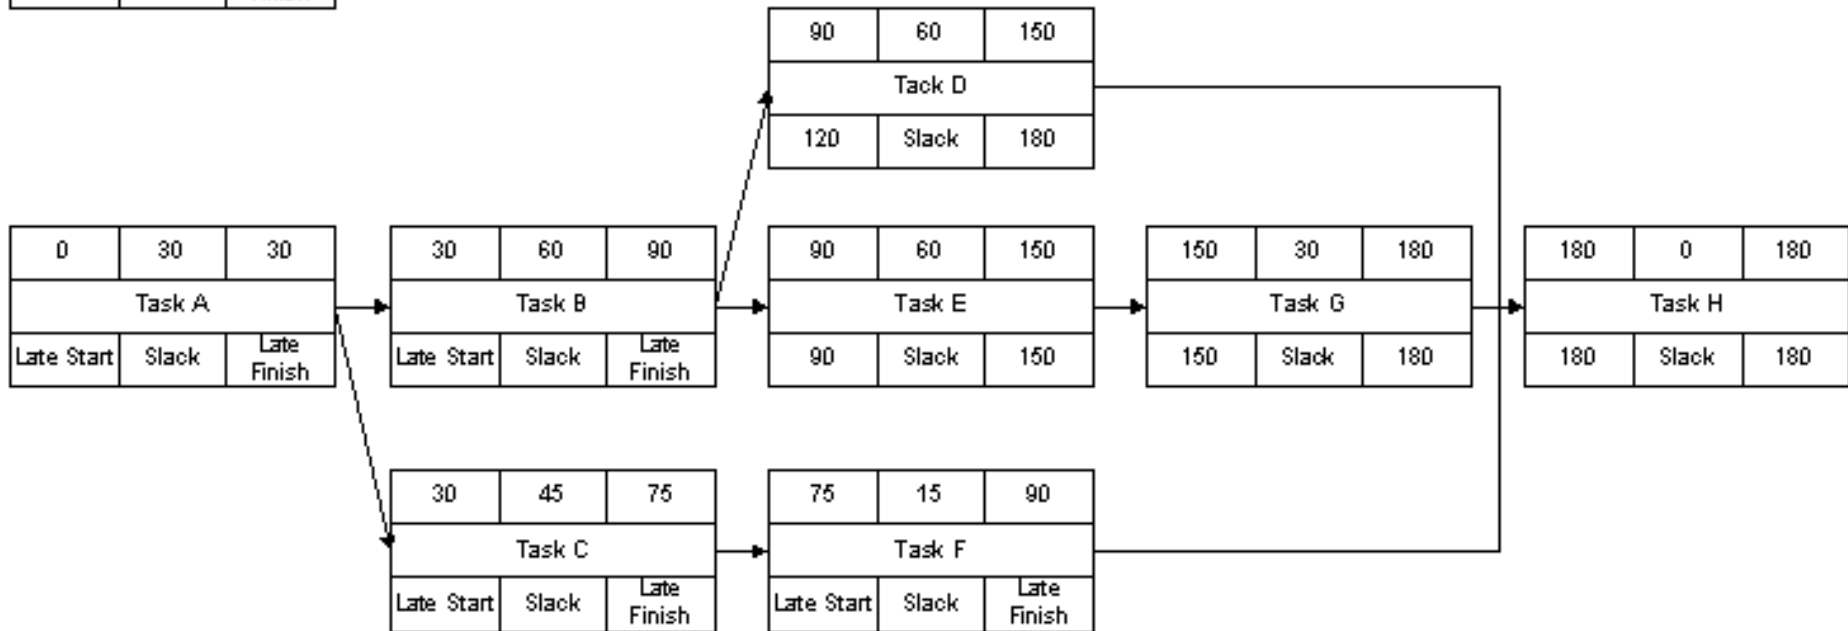 90 60 150
Tack D
120 Slack 180
0 30 30
Task A
Late Start Slack Late
Finish
30 60 90
Task B
Late Start Slack Late
Finish
90 60 150
Task E
90 Slack 150
150 30 180
Task G
150 Slack 180
180 0 180
Task H
180 Slack 180
30 45 75
Task C
Late Start Slack Late
Finish
75 15 90
Task F
Late Start Slack Late
Finish